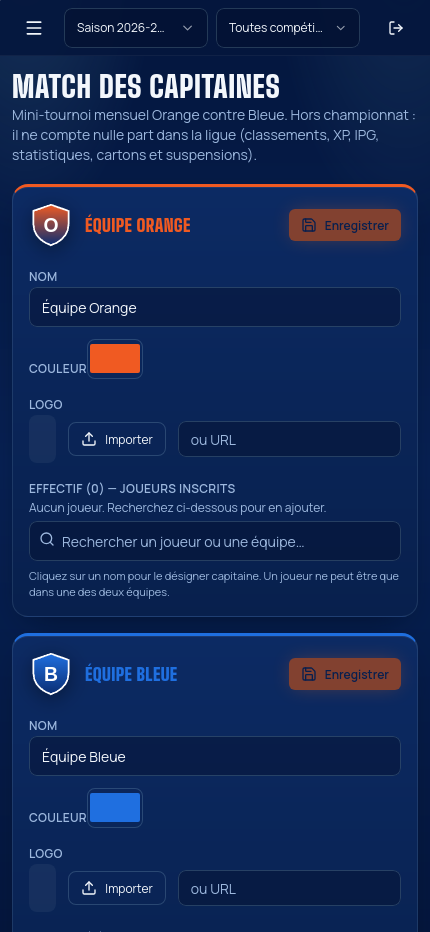 Saison 2026-2...
Toutes compéti...
MATCH DES CAPITAINES
Mini-tournoi mensuel Orange contre Bleue. Hors championnat :
il ne compte nulle part dans la ligue (classements, XP, IPG,
statistiques, cartons et suspensions).
O
ÉQUIPE ORANGE
Enregistrer
NOM
Équipe Orange
COULEUR
LOGO
Importer
ou URL
EFFECTIF (0) — JOUEURS INSCRITS
Aucun joueur. Recherchez ci-dessous pour en ajouter.
Rechercher un joueur ou une équipe...
Cliquez sur un nom pour le désigner capitaine. Un joueur ne peut être que
dans une des deux équipes.
B
ÉQUIPE BLEUE
Enregistrer
NOM
Équipe Bleue
COULEUR
LOGO
Importer
ou URL